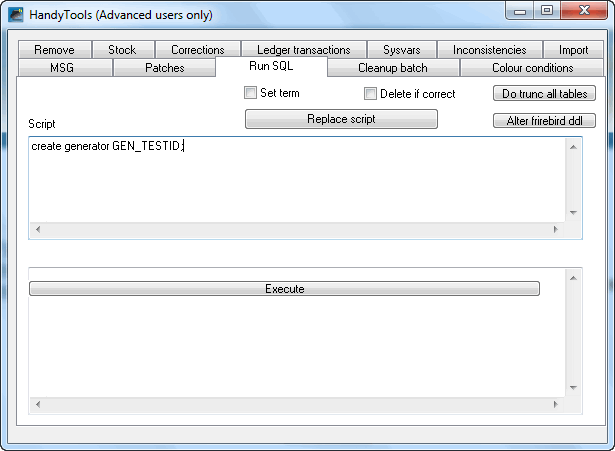 HandyTools (Advanced users only)
Remove Stock Corrections Ledger transactions Sysvars Inconsistencies Import
MSG Patches Run SQL Cleanup batch Colour conditions
Set term Delete if correct Do trunc all tables
Script Replace script Alter frirebird ddl
create generator GEN_TESTID;
Execute